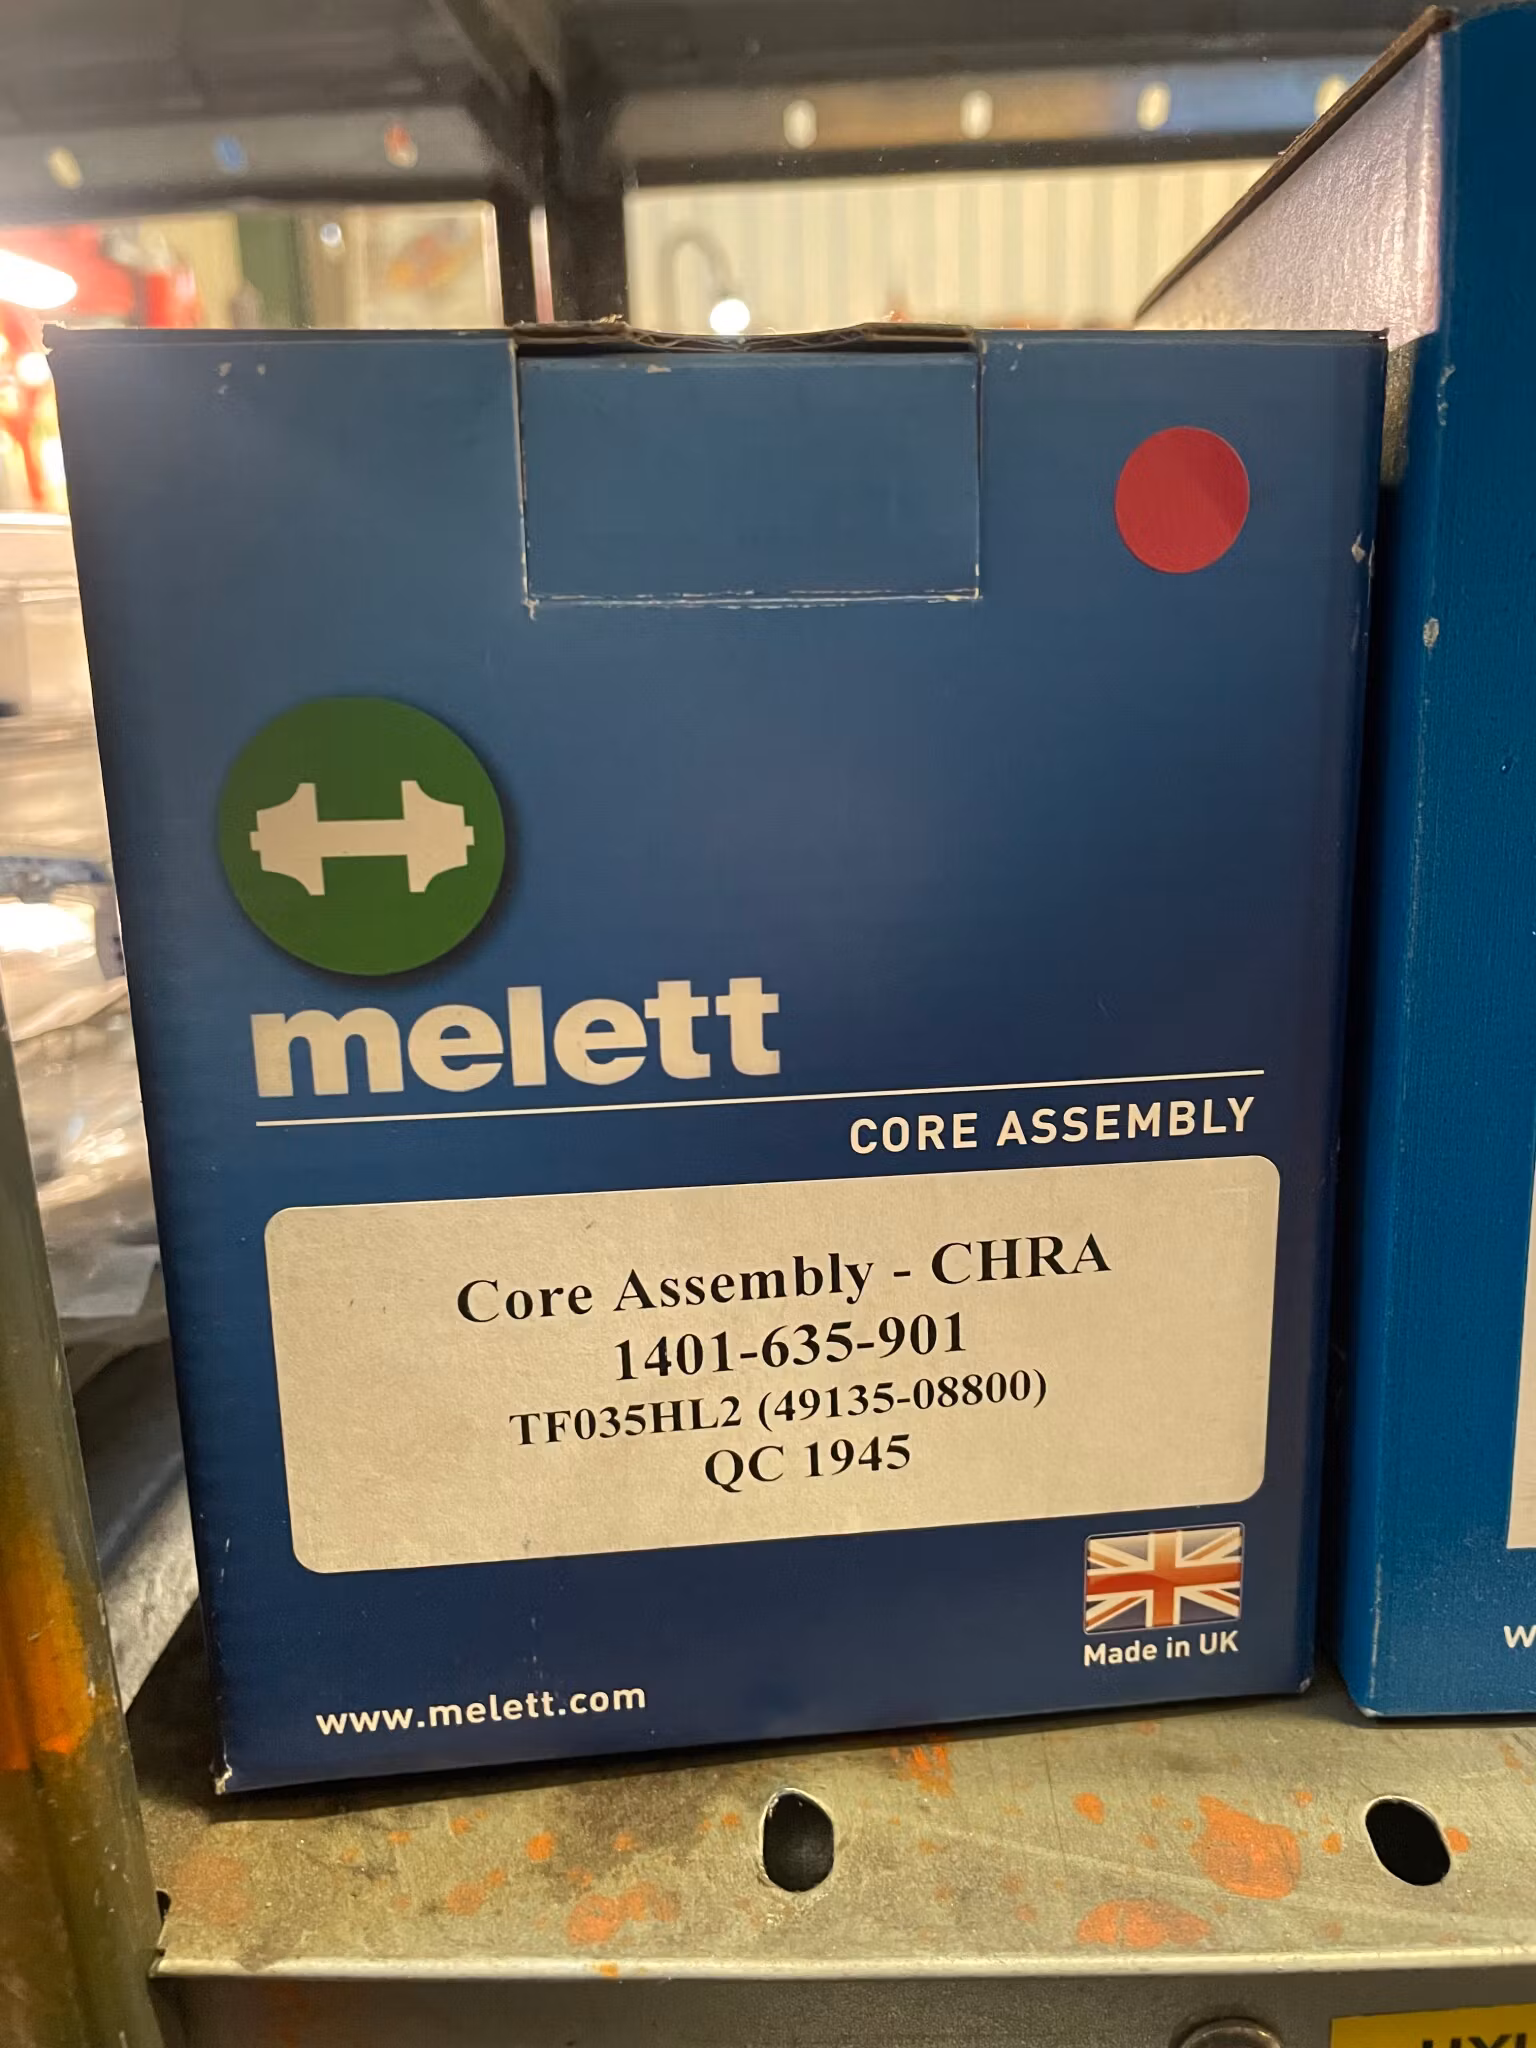 melett
CORE ASSEMBLY
Core Assembly - CHRA
1401-635-901
TF035HL2 (49135-08800)
QC 1945
Made in UK
www.melett.com